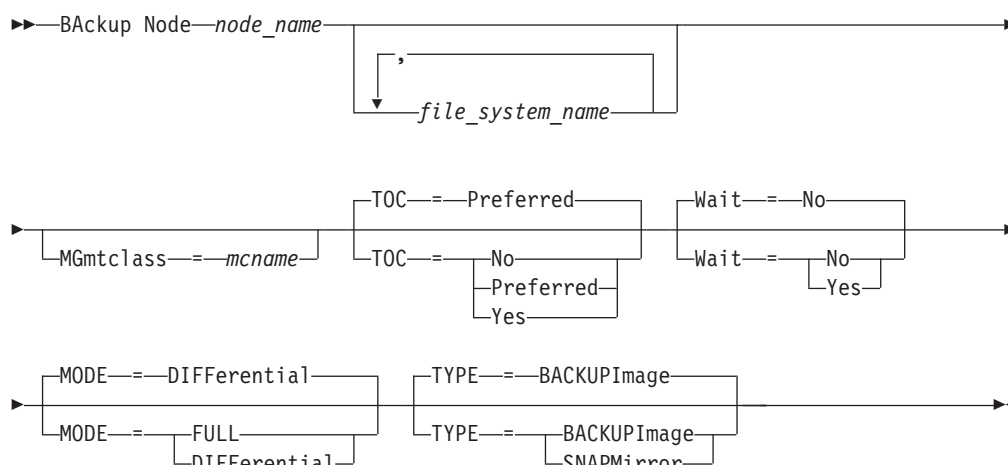 BAckup Node node_name
,
file_system_name
TOC = Preferred Wait = No
MGmtclass = mcname TOC = No Wait = No
Preferred Yes
Yes
MODE = DIFFerential TYPE = BACKUPImage
MODE = FULL TYPE = BACKUPImage
DIFFerential SNAPMirror